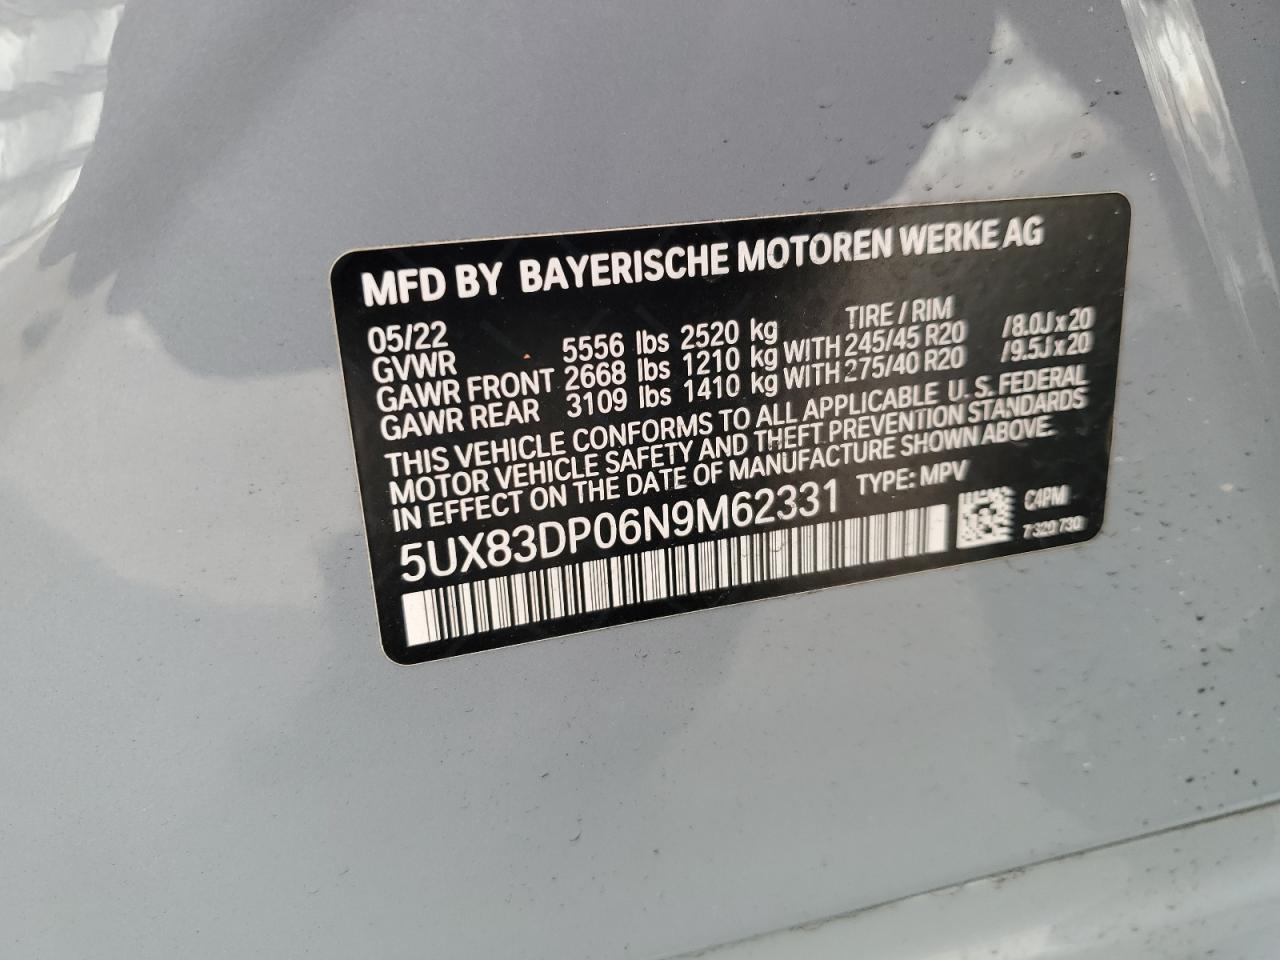 MFD BY BAYERISCHE MOTOREN WERKE AG
05/22 TIRE / RIM
GVWR 5556 lbs 2520 kg
GAWR FRONT 2668 lbs 1210 kg WITH 245/45 R20 /8.0J x 20
GAWR REAR 3109 lbs 1410 kg WITH 275/40 R20 /9.5J x 20
THIS VEHICLE CONFORMS TO ALL APPLICABLE U. S. FEDERAL
MOTOR VEHICLE SAFETY AND THEFT PREVENTION STANDARDS
IN EFFECT ON THE DATE OF MANUFACTURE SHOWN ABOVE.
5UX83DP06N9M62331 TYPE: MPV
C4PM
7 320 730